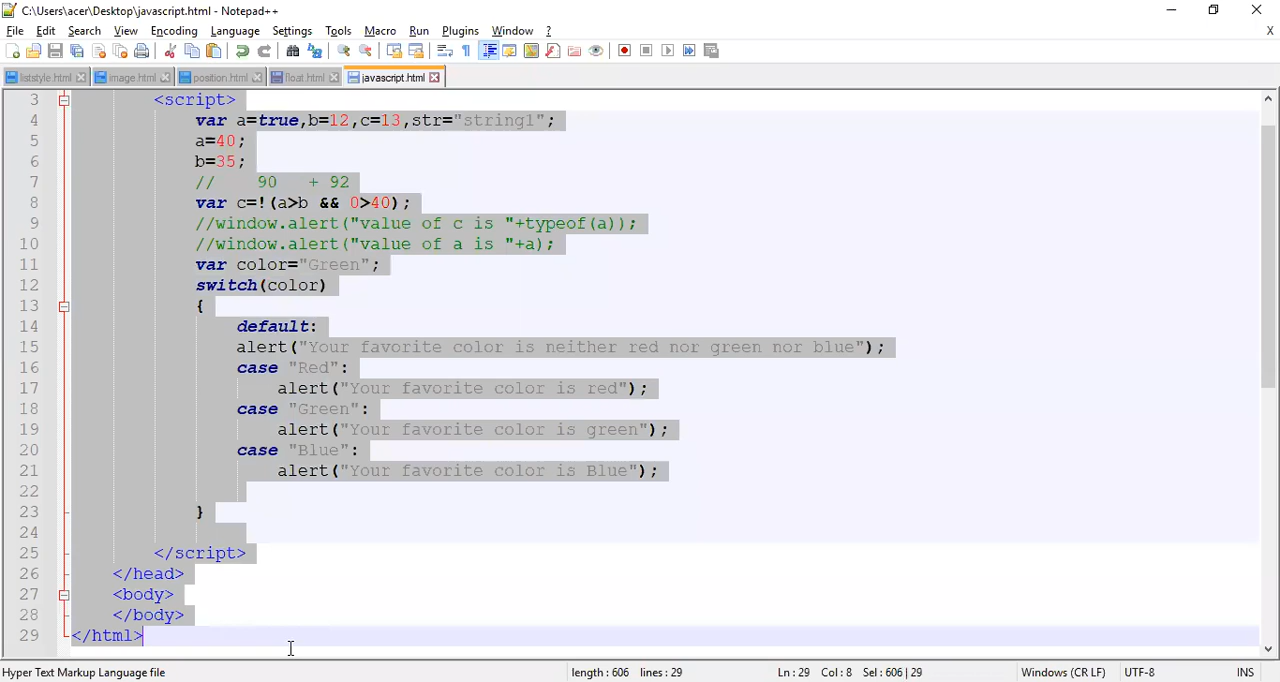 C:\Users\acer\Desktop\javascript.html - Notepad++
File Edit Search View Encoding Language Settings Tools Macro Run Plugins Window ? X
liststyle.html image.html position.html float.html javascript.html
3 <script>
4 var a=true,b=12,c=13,str="string1";
5 a=40;
6 b=35;
7 // 90 + 92
8 var c=!(a>b && 0>40);
9 //window.alert("value of c is "+typeof(a));
10 //window.alert("value of a is "+a);
11 var color="Green";
12 switch(color)
13 {
14 default:
15 alert("Your favorite color is neither red nor green nor blue");
16 case "Red":
17 alert("Your favorite color is red");
18 case "Green":
19 alert("Your favorite color is green");
20 case "Blue":
21 alert("Your favorite color is Blue");
22
23 }
24
25 </script>
26 </head>
27 <body>
28 </body>
29 </html>
Hyper Text Markup Language file length : 606 lines : 29 Ln : 29 Col : 8 Sel : 606 | 29 Windows (CR LF) UTF-8 INS